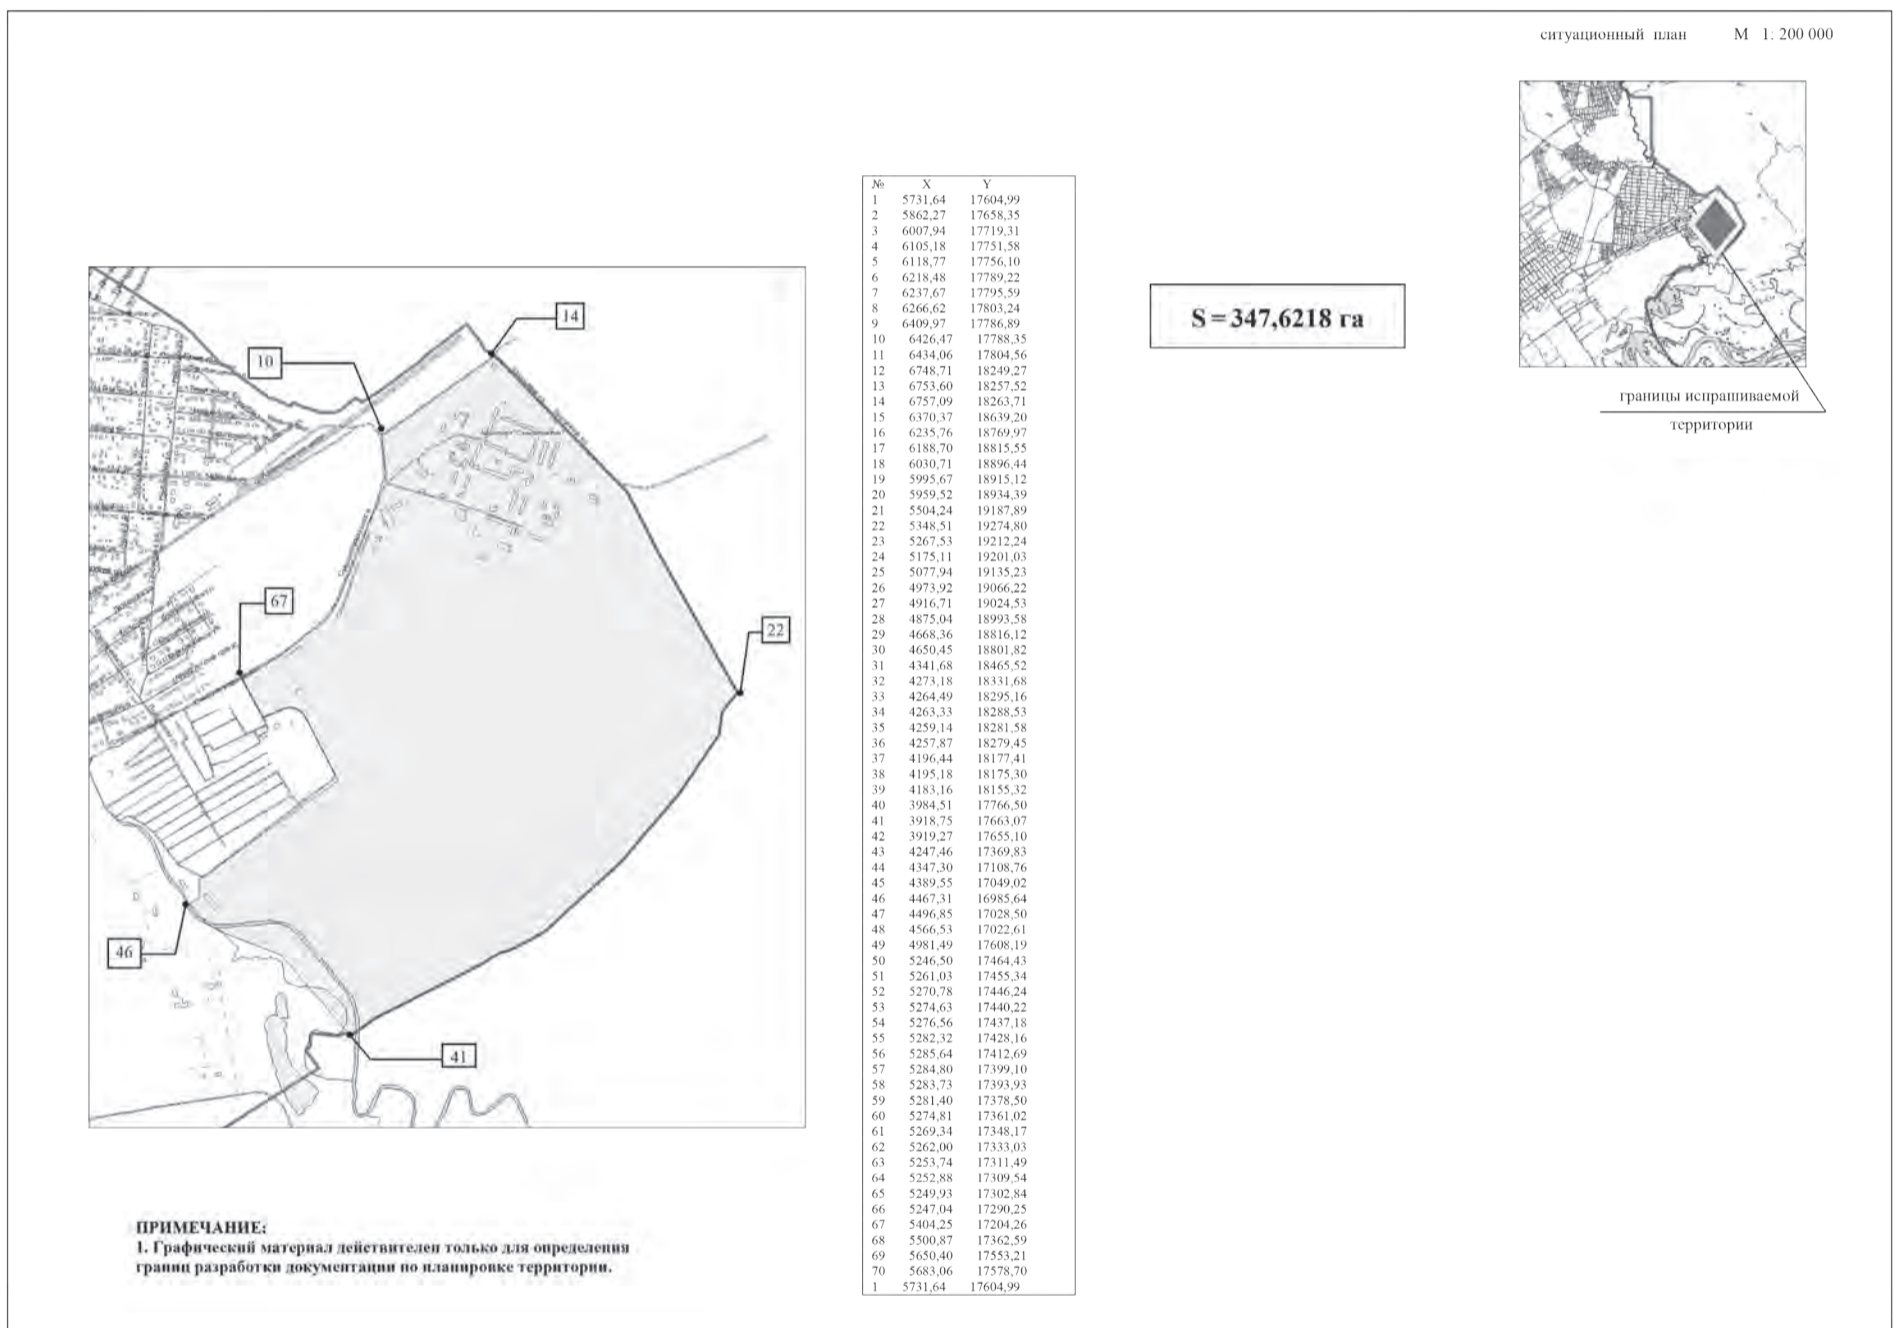 ситуационный план М 1: 200 000
№ X Y
1 5731,64 17604,99
2 5862,27 17658,35
3 6007,94 17719,31
4 6105,18 17751,58
5 6118,77 17756,10
6 6218,48 17789,22
7 6237,67 17795,59
8 6266,62 17803,24
9 6409,97 17786,89
10 6426,47 17788,35
11 6434,06 17804,56
12 6748,71 18249,27
13 6753,60 18257,52
14 6757,09 18263,71
15 6370,37 18639,20
16 6235,76 18769,97
17 6188,70 18815,55
18 6030,71 18896,44
19 5995,67 18915,12
20 5959,52 18934,39
21 5504,24 19187,89
22 5348,51 19274,80
23 5267,53 19212,24
24 5175,11 19201,03
25 5077,94 19135,23
26 4973,92 19066,22
27 4916,71 19024,53
28 4875,04 18993,58
29 4668,36 18816,12
30 4650,45 18801,82
31 4341,68 18465,52
32 4273,18 18331,68
33 4264,49 18295,16
34 4263,33 18288,53
35 4259,14 18281,58
36 4257,87 18279,45
37 4196,44 18177,41
38 4195,18 18175,30
39 4183,16 18155,32
40 3984,51 17766,50
41 3918,75 17663,07
42 3919,27 17655,10
43 4247,46 17369,83
44 4347,30 17108,76
45 4389,55 17049,02
46 4467,31 16985,64
47 4496,85 17028,50
48 4566,53 17022,61
49 4981,49 17608,19
50 5246,50 17464,43
51 5261,03 17455,34
52 5270,78 17446,24
53 5274,63 17440,22
54 5276,56 17437,18
55 5282,32 17428,16
56 5285,64 17412,69
57 5284,80 17399,10
58 5283,73 17393,93
59 5281,40 17378,50
60 5274,81 17361,02
61 5269,34 17348,17
62 5262,00 17333,03
63 5253,74 17311,49
64 5252,88 17309,54
65 5249,93 17302,84
66 5247,04 17290,25
67 5404,25 17204,26
68 5500,87 17362,59
69 5650,40 17553,21
70 5683,06 17578,70
1 5731,64 17604,99
S = 347,6218 га
границы испрашиваемой
территории
14
10
67
22
46
41
ПРИМЕЧАНИЕ:
1. Графический материал действителен только для определения
границ разработки документации по планировке территории.